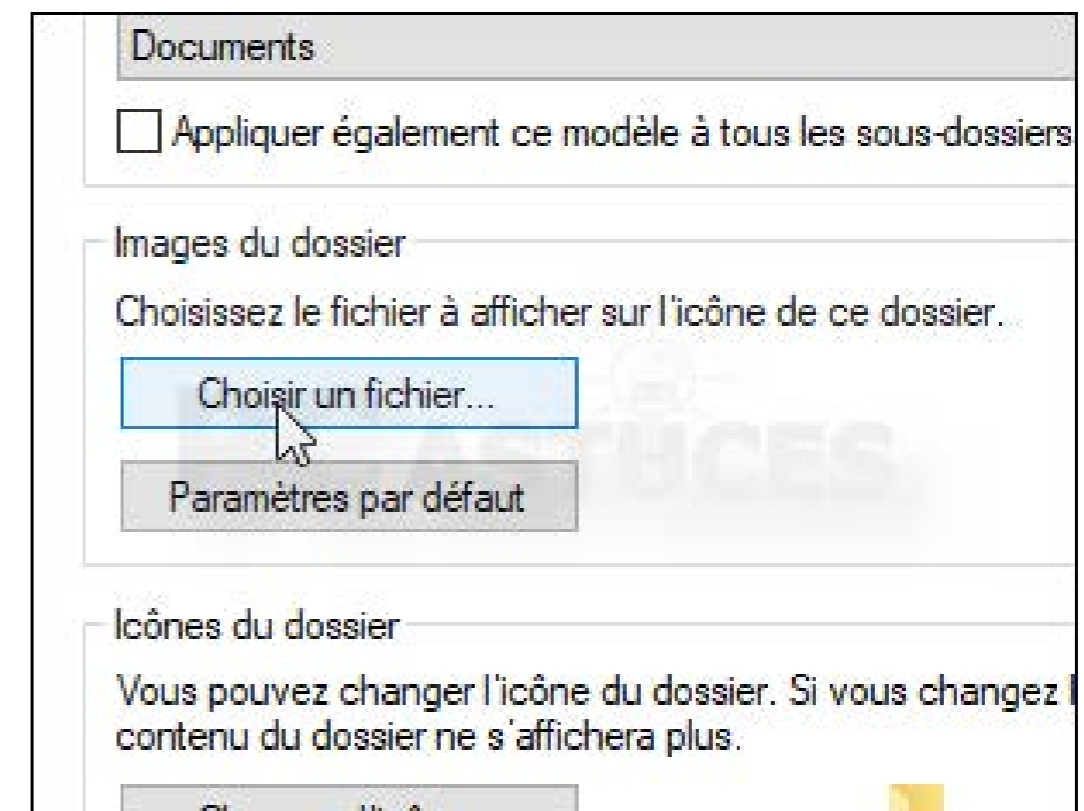 Documents
Appliquer également ce modèle à tous les sous-dossiers
Images du dossier
Choisissez le fichier à afficher sur l'icône de ce dossier.
Choisir un fichier...
ASTUCES
Paramètres par défaut
Icônes du dossier
Vous pouvez changer l'icône du dossier. Si vous changez
contenu du dossier ne s'affichera plus.